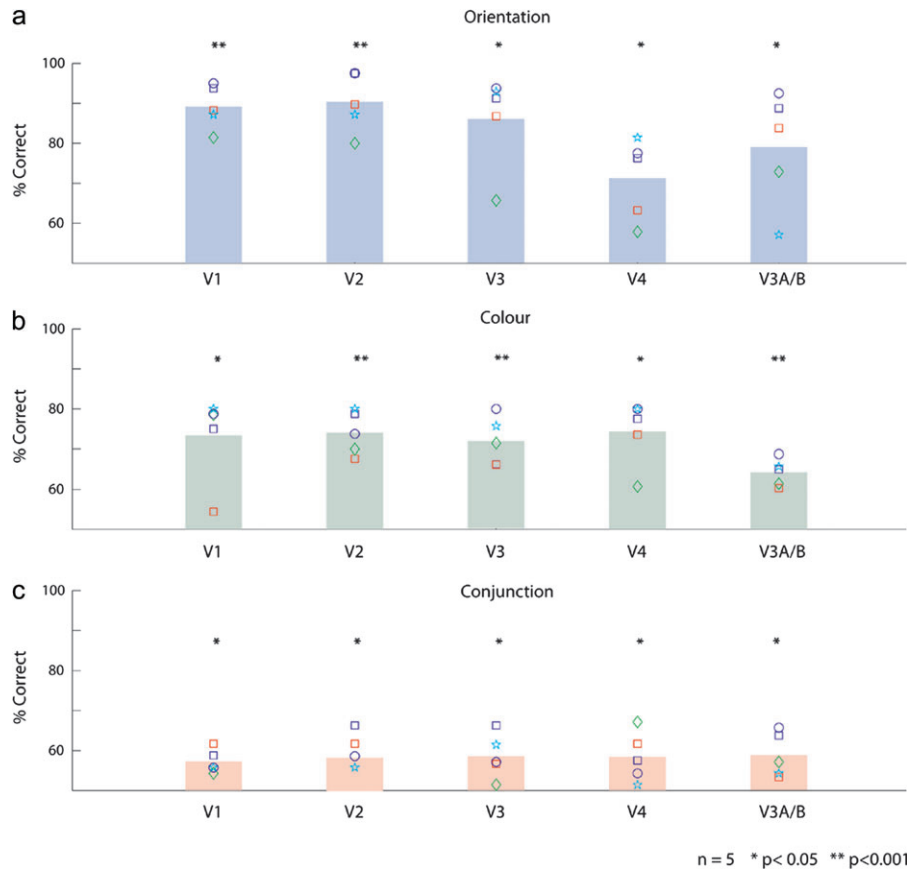 a
Orientation
** ** * * *
100
80
60
% Correct
V1 V2 V3 V4 V3A/B
b
Colour
* ** ** * **
100
80
60
% Correct
V1 V2 V3 V4 V3A/B
c
Conjunction
* * * * *
100
80
60
% Correct
V1 V2 V3 V4 V3A/B
n = 5 * p< 0.05 ** p<0.001